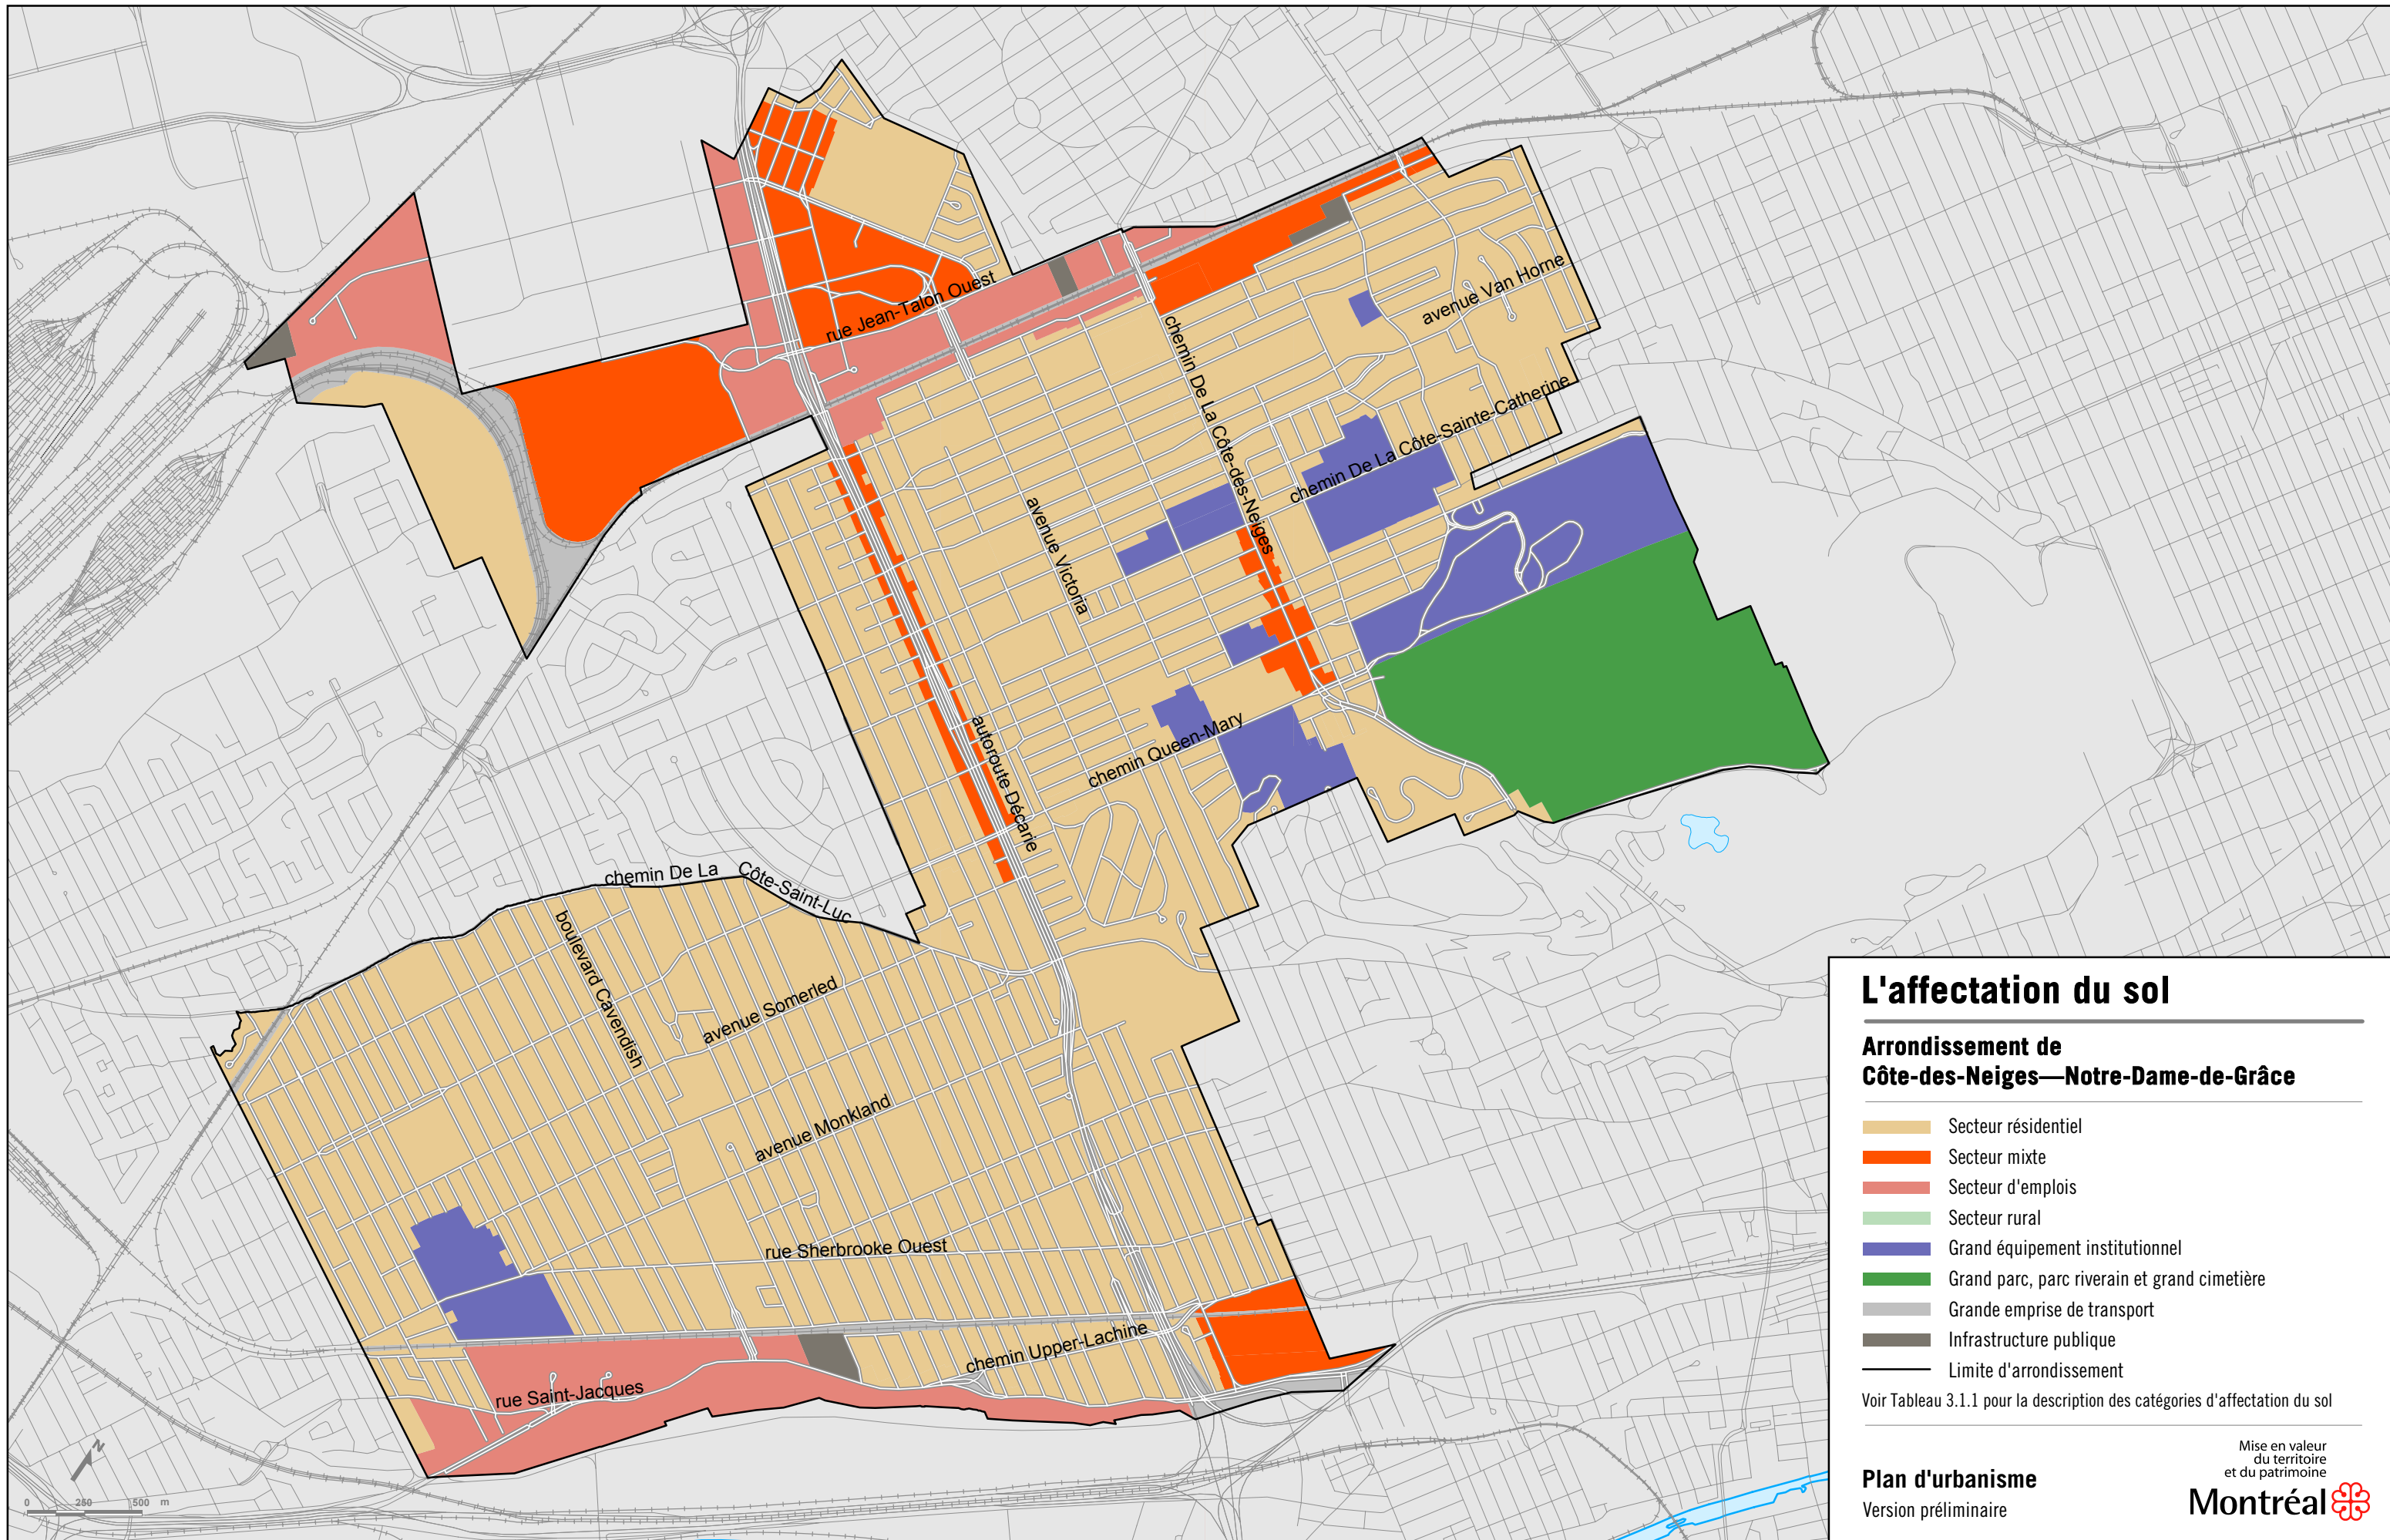 rue Jean-Talon Ouest
avenue Van Horne
chemin De La Côte-des-Neiges
chemin De La Côte-Sainte-Catherine
avenue Victoria
autoroute Décarie
chemin Queen-Mary
chemin De La Côte-Saint-Luc
boulevard Cavendish
avenue Somerled
avenue Monkland
rue Sherbrooke Ouest
chemin Upper-Lachine
rue Saint-Jacques
N
0 250 500 m
L'affectation du sol
Arrondissement de
Côte-des-Neiges—Notre-Dame-de-Grâce
Secteur résidentiel
Secteur mixte
Secteur d'emplois
Secteur rural
Grand équipement institutionnel
Grand parc, parc riverain et grand cimetière
Grande emprise de transport
Infrastructure publique
Limite d'arrondissement
Voir Tableau 3.1.1 pour la description des catégories d'affectation du sol
Plan d'urbanisme
Version préliminaire
Mise en valeur
du territoire
et du patrimoine
Montréal